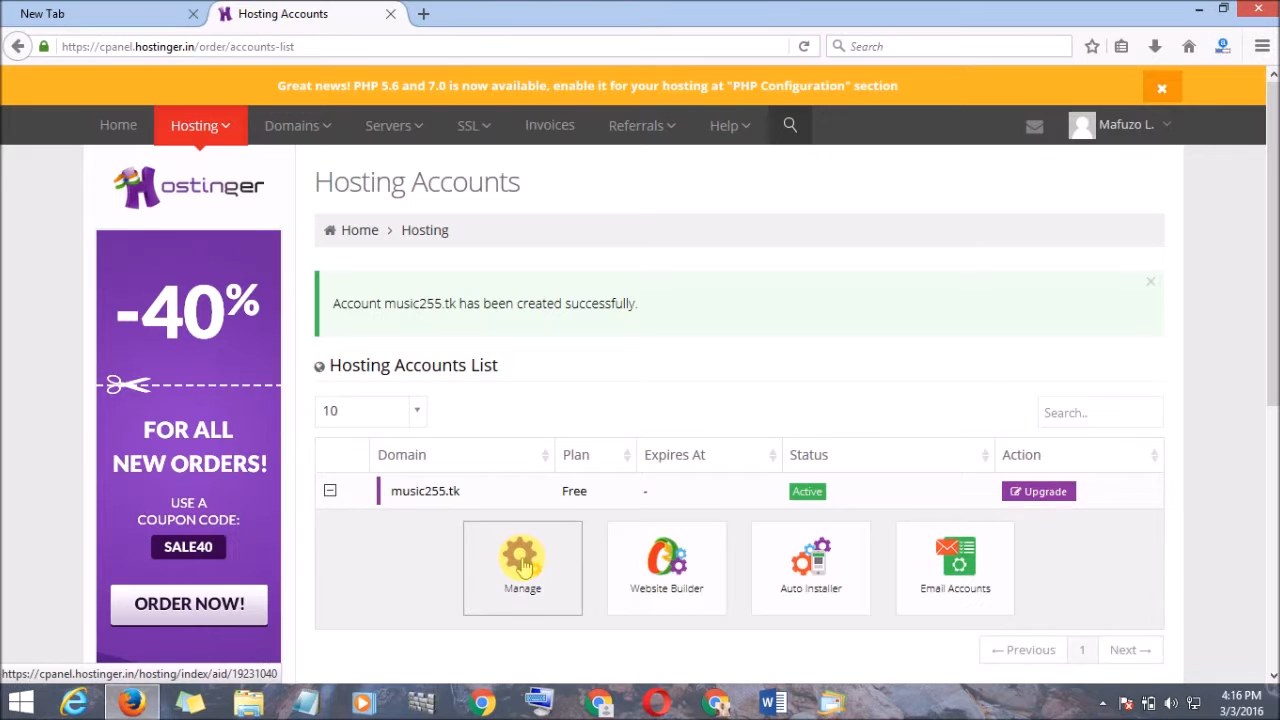 New Tab
Hosting Accounts
https://cpanel.hostinger.in/order/accounts-list
Search
Great news! PHP 5.6 and 7.0 is now available, enable it for your hosting at "PHP Configuration" section
Home
Hosting
Domains
Servers
SSL
Invoices
Referrals
Help
Mafuzo L.
Hostinger
Hosting Accounts
Home > Hosting
-40%
FOR ALL
NEW ORDERS!
USE A
COUPON CODE:
SALE40
ORDER NOW!
Account music255.tk has been created successfully.
Hosting Accounts List
10
Search..
Domain
Plan
Expires At
Status
Action
music255.tk
Free
-
Active
Upgrade
Manage
Website Builder
Auto Installer
Email Accounts
← Previous
1
Next →
https://cpanel.hostinger.in/hosting/index/aid/19231040
4:16 PM
3/3/2016